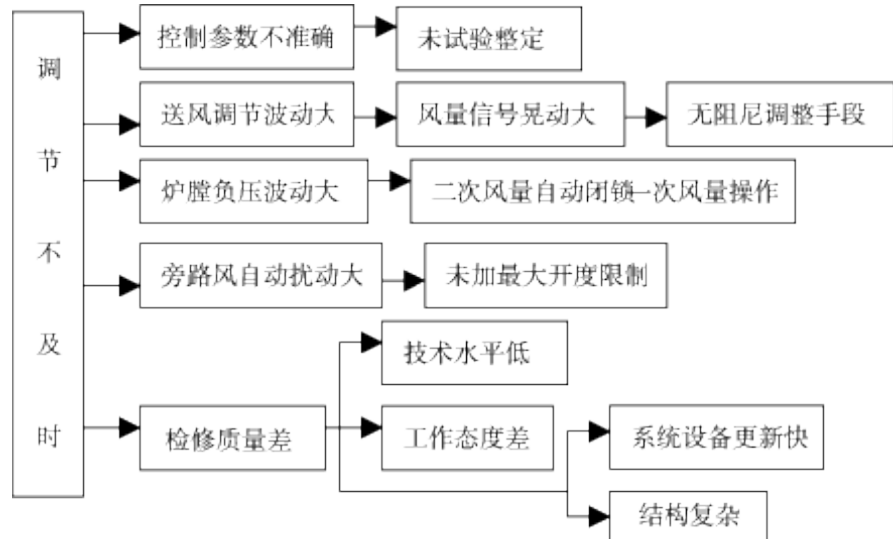 调节不及时
控制参数不准确
未试验整定
送风调节波动大
风量信号晃动大
无阻尼调整手段
炉膛负压波动大
二次风量自动闭锁一次风量操作
旁路风自动扰动大
未加最大开度限制
技术水平低
检修质量差
工作态度差
系统设备更新快
结构复杂